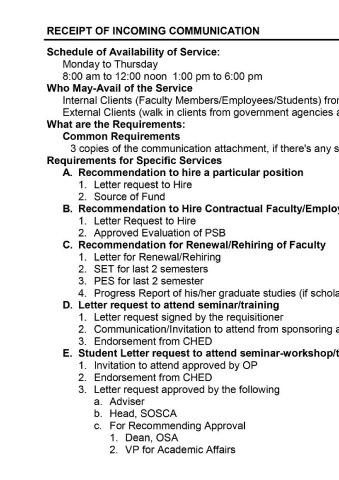 RECEIPT OF INCOMING COMMUNICATION
Schedule of Availability of Service:
Monday to Thursday
8:00 am to 12:00 noon 1:00 pm to 6:00 pm
Who May-Avail of the Service
Internal Clients (Faculty Members/Employees/Students) from
External Clients (walk in clients from government agencies a
What are the Requirements:
Common Requirements
3 copies of the communication attachment, if there's any s
Requirements for Specific Services
A. Recommendation to hire a particular position
1. Letter request to Hire
2. Source of Fund
B. Recommendation to Hire Contractual Faculty/Employ
1. Letter Request to Hire
2. Approved Evaluation of PSB
C. Recommendation for Renewal/Rehiring of Faculty
1. Letter for Renewal/Rehiring
2. SET for last 2 semesters
3. PES for last 2 semester
4. Progress Report of his/her graduate studies (if schola
D. Letter request to attend seminar/training
1. Letter request signed by the requisitioner
2. Communication/Invitation to attend from sponsoring a
3. Endorsement from CHED
E. Student Letter request to attend seminar-workshop/t
1. Invitation to attend approved by OP
2. Endorsement from CHED
3. Letter request approved by the following
a. Adviser
b. Head, SOSCA
c. For Recommending Approval
1. Dean, OSA
2. VP for Academic Affairs